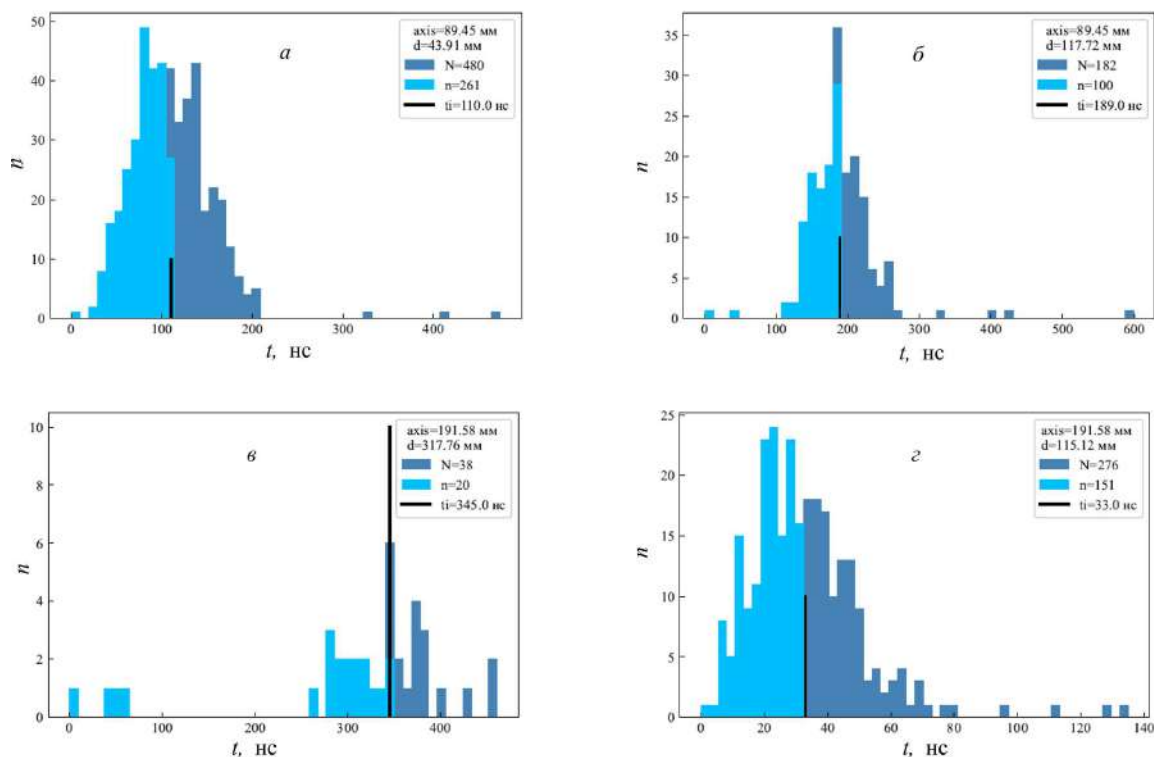 50
40
30
20
10
0
n
а
axis=89.45 мм
d=43.91 мм
N=480
n=261
ti=110.0 нс
0 100 200 300 400
t, нс
35
30
25
20
15
10
5
0
n
б
axis=89.45 мм
d=117.72 мм
N=182
n=100
ti=189.0 нс
0 100 200 300 400 500 600
t, нс
10
8
6
4
2
0
n
в
axis=191.58 мм
d=317.76 мм
N=38
n=20
ti=345.0 нс
0 100 200 300 400
t, нс
25
20
15
10
5
0
n
г
axis=191.58 мм
d=115.12 мм
N=276
n=151
ti=33.0 нс
0 20 40 60 80 100 120 140
t, нс